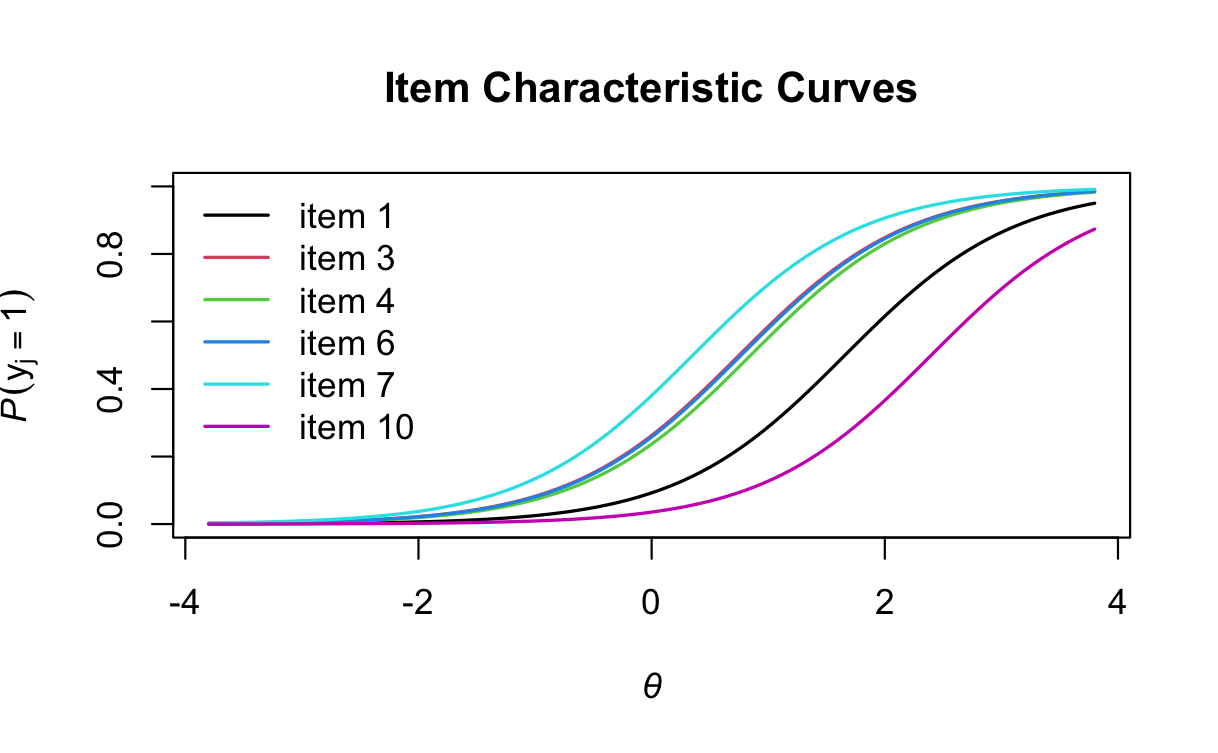 Item Characteristic Curves
P(yj = 1)
0.8
0.4
0.0
item 1
item 3
item 4
item 6
item 7
item 10
-4 -2 0 2 4
θ